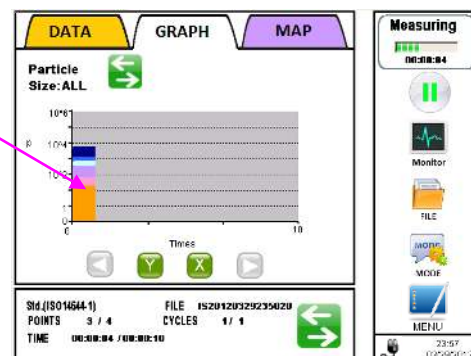 DATA GRAPH MAP
Particle
Size:ALL
10^6
10^4
10^2
1
0
0 10
Times
Y X
Std.(ISO14644-1) FILE IS20120329235020
POINTS 3 / 4 CYCLES 1/ 1
TIME 00:00:04 /00:00:10
Measuring
00:00:04
Monitor
FILE
MODE
MODE
MENU
23:57